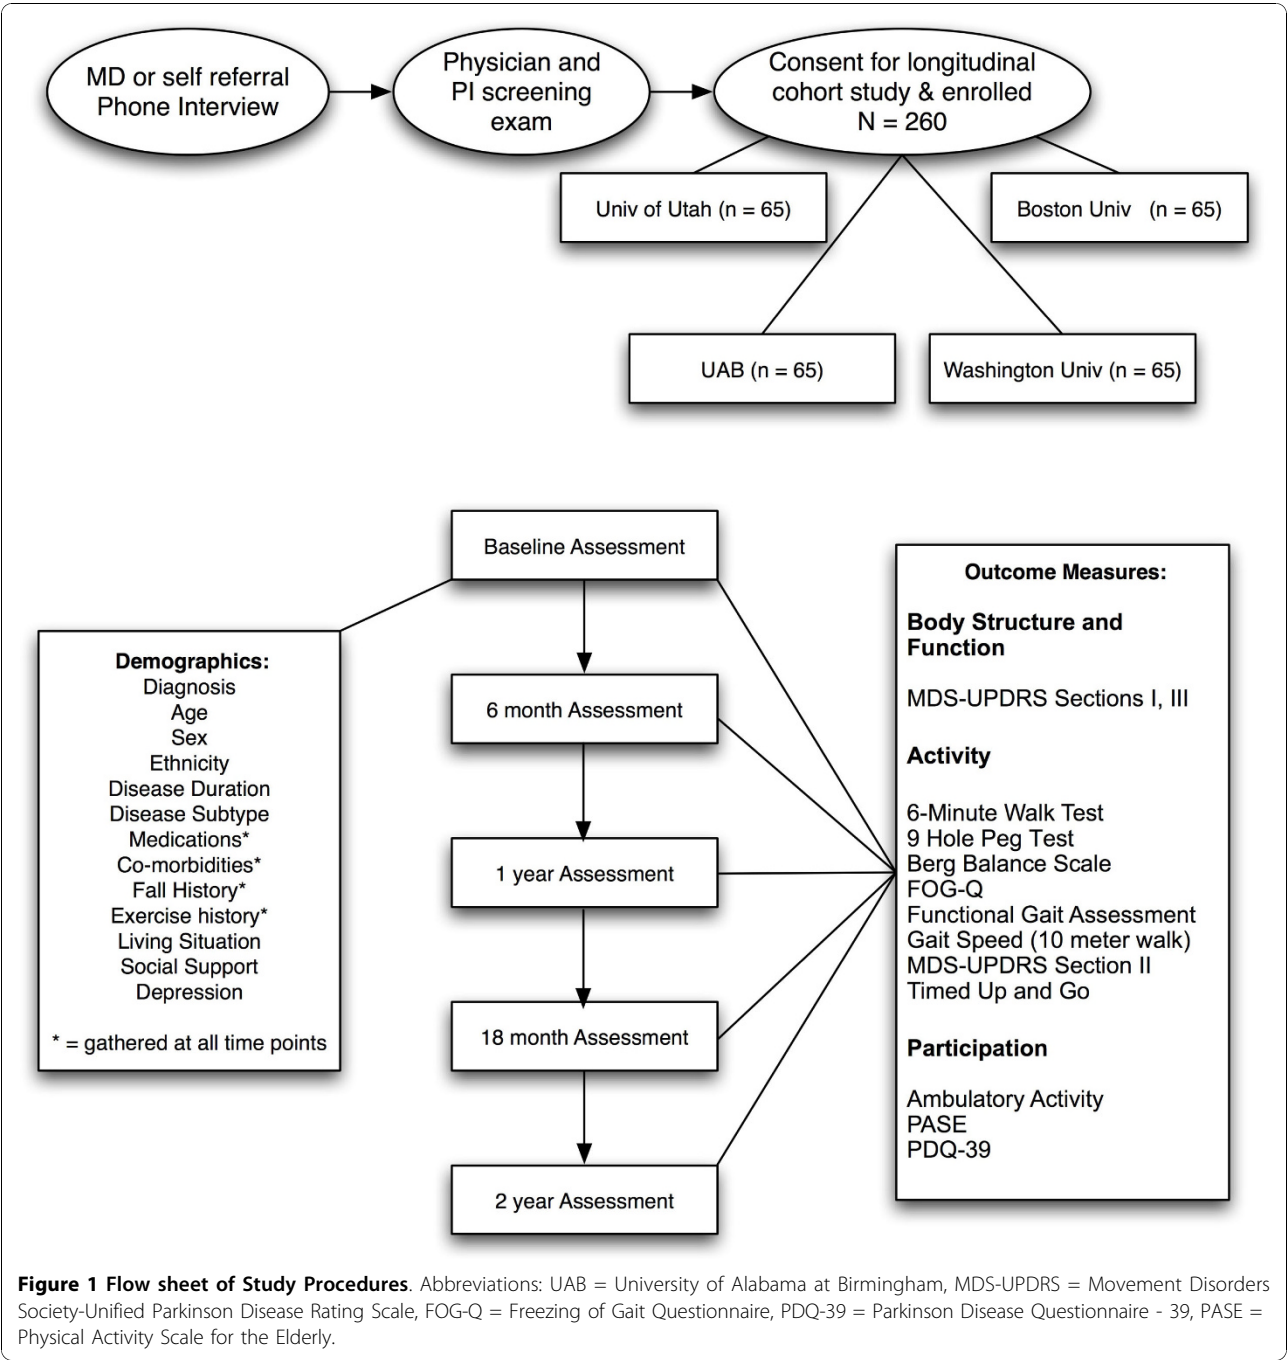 MD or self referral
Phone Interview
Physician and
PI screening
exam
Consent for longitudinal
cohort study & enrolled
N = 260
Univ of Utah (n = 65)
Boston Univ (n = 65)
UAB (n = 65)
Washington Univ (n = 65)
Baseline Assessment
6 month Assessment
1 year Assessment
18 month Assessment
2 year Assessment
Demographics:
Diagnosis
Age
Sex
Ethnicity
Disease Duration
Disease Subtype
Medications*
Co-morbidities*
Fall History*
Exercise history*
Living Situation
Social Support
Depression
* = gathered at all time points
Outcome Measures:
Body Structure and
Function
MDS-UPDRS Sections I, III
Activity
6-Minute Walk Test
9 Hole Peg Test
Berg Balance Scale
FOG-Q
Functional Gait Assessment
Gait Speed (10 meter walk)
MDS-UPDRS Section II
Timed Up and Go
Participation
Ambulatory Activity
PASE
PDQ-39
Figure 1 Flow sheet of Study Procedures. Abbreviations: UAB = University of Alabama at Birmingham, MDS-UPDRS = Movement Disorders
Society-Unified Parkinson Disease Rating Scale, FOG-Q = Freezing of Gait Questionnaire, PDQ-39 = Parkinson Disease Questionnaire - 39, PASE =
Physical Activity Scale for the Elderly.